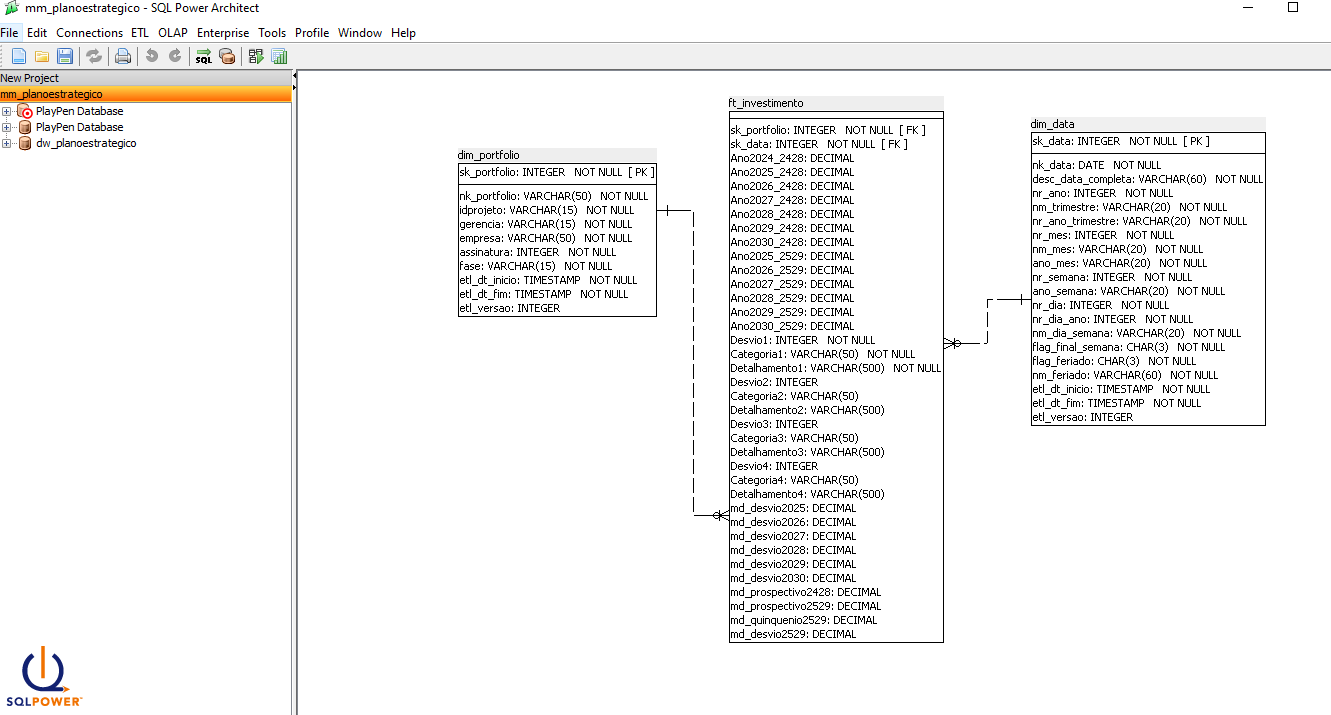 mm_planoestrategico - SQL Power Architect
File Edit Connections ETL OLAP Enterprise Tools Profile Window Help
SQL
New Project
mm_planoestrategico
PlayPen Database
PlayPen Database
dw_planoestrategico
dim_portfolio
sk_portfolio: INTEGER NOT NULL [ PK ]
nk_portfolio: VARCHAR(50) NOT NULL
idprojeto: VARCHAR(15) NOT NULL
gerencia: VARCHAR(15) NOT NULL
empresa: VARCHAR(50) NOT NULL
assinatura: INTEGER NOT NULL
fase: VARCHAR(15) NOT NULL
etl_dt_inicio: TIMESTAMP NOT NULL
etl_dt_fim: TIMESTAMP NOT NULL
etl_versao: INTEGER
ft_investimento
sk_portfolio: INTEGER NOT NULL [ FK ]
sk_data: INTEGER NOT NULL [ FK ]
Ano2024_2428: DECIMAL
Ano2025_2428: DECIMAL
Ano2026_2428: DECIMAL
Ano2027_2428: DECIMAL
Ano2028_2428: DECIMAL
Ano2029_2428: DECIMAL
Ano2030_2428: DECIMAL
Ano2025_2529: DECIMAL
Ano2026_2529: DECIMAL
Ano2027_2529: DECIMAL
Ano2028_2529: DECIMAL
Ano2029_2529: DECIMAL
Ano2030_2529: DECIMAL
Desvio1: INTEGER NOT NULL
Categoria1: VARCHAR(50) NOT NULL
Detalhamento1: VARCHAR(500) NOT NULL
Desvio2: INTEGER
Categoria2: VARCHAR(50)
Detalhamento2: VARCHAR(500)
Desvio3: INTEGER
Categoria3: VARCHAR(50)
Detalhamento3: VARCHAR(500)
Desvio4: INTEGER
Categoria4: VARCHAR(50)
Detalhamento4: VARCHAR(500)
md_desvio2025: DECIMAL
md_desvio2026: DECIMAL
md_desvio2027: DECIMAL
md_desvio2028: DECIMAL
md_desvio2029: DECIMAL
md_desvio2030: DECIMAL
md_prospectivo2428: DECIMAL
md_prospectivo2529: DECIMAL
md_quinquenio2529: DECIMAL
md_desvio2529: DECIMAL
dim_data
sk_data: INTEGER NOT NULL [ PK ]
nk_data: DATE NOT NULL
desc_data_completa: VARCHAR(60) NOT NULL
nr_ano: INTEGER NOT NULL
nm_trimestre: VARCHAR(20) NOT NULL
nr_ano_trimestre: VARCHAR(20) NOT NULL
nr_mes: INTEGER NOT NULL
nm_mes: VARCHAR(20) NOT NULL
ano_mes: VARCHAR(20) NOT NULL
nr_semana: INTEGER NOT NULL
ano_semana: VARCHAR(20) NOT NULL
nr_dia: INTEGER NOT NULL
nr_dia_ano: INTEGER NOT NULL
nm_dia_semana: VARCHAR(20) NOT NULL
flag_final_semana: CHAR(3) NOT NULL
flag_feriado: CHAR(3) NOT NULL
nm_feriado: VARCHAR(60) NOT NULL
etl_dt_inicio: TIMESTAMP NOT NULL
etl_dt_fim: TIMESTAMP NOT NULL
etl_versao: INTEGER
SQLPOWER